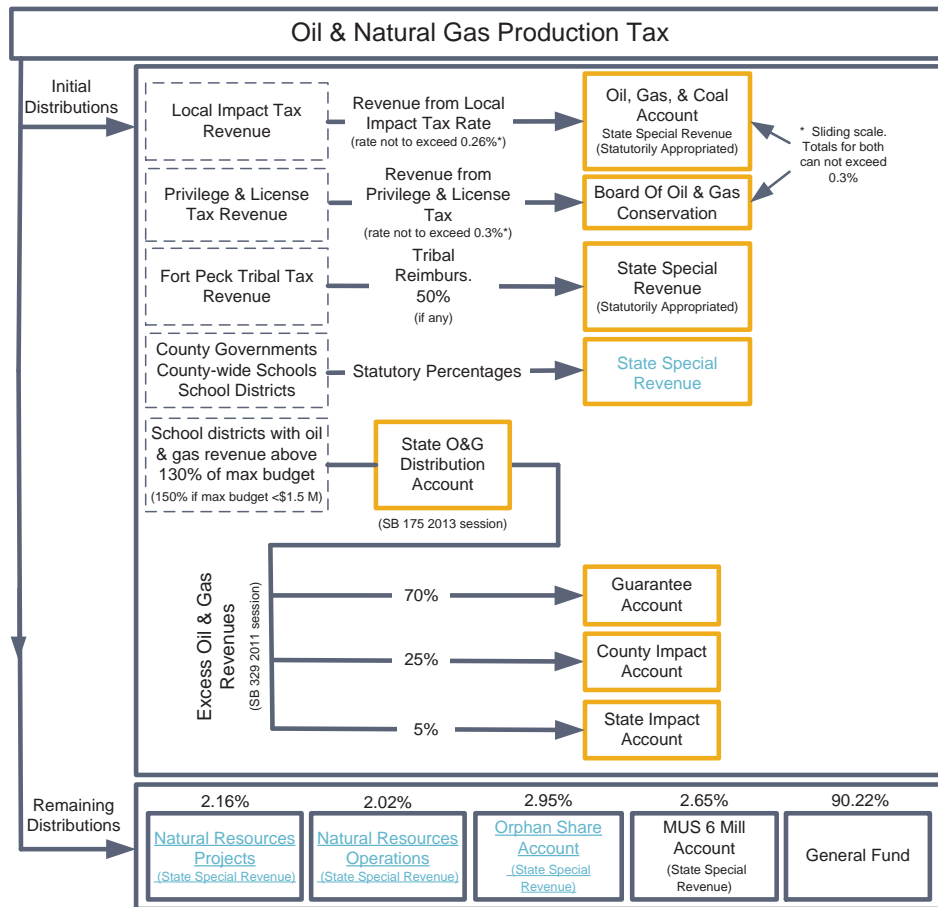 Oil & Natural Gas Production Tax
Initial
Distributions
Local Impact Tax
Revenue
Revenue from Local
Impact Tax Rate
(rate not to exceed 0.26%*)
Oil, Gas, & Coal
Account
State Special Revenue
(Statutorily Appropriated)
* Sliding scale.
Totals for both
can not exceed
0.3%
Privilege & License
Tax Revenue
Revenue from
Privilege & License
Tax
(rate not to exceed 0.3%*)
Board Of Oil & Gas
Conservation
Fort Peck Tribal Tax
Revenue
Tribal
Reimburs.
50%
(if any)
State Special
Revenue
(Statutorily Appropriated)
County Governments
County-wide Schools
School Districts
Statutory Percentages
State Special
Revenue
School districts with oil
& gas revenue above
130% of max budget
(150% if max budget <$1.5 M)
State O&G
Distribution
Account
(SB 175 2013 session)
Excess Oil & Gas
Revenues
(SB 329 2011 session)
70%
Guarantee
Account
25%
County Impact
Account
5%
State Impact
Account
Remaining
Distributions
2.16%
Natural Resources
Projects
(State Special Revenue)
2.02%
Natural Resources
Operations
(State Special Revenue)
2.95%
Orphan Share
Account
(State Special
Revenue)
2.65%
MUS 6 Mill
Account
(State Special
Revenue)
90.22%
General Fund